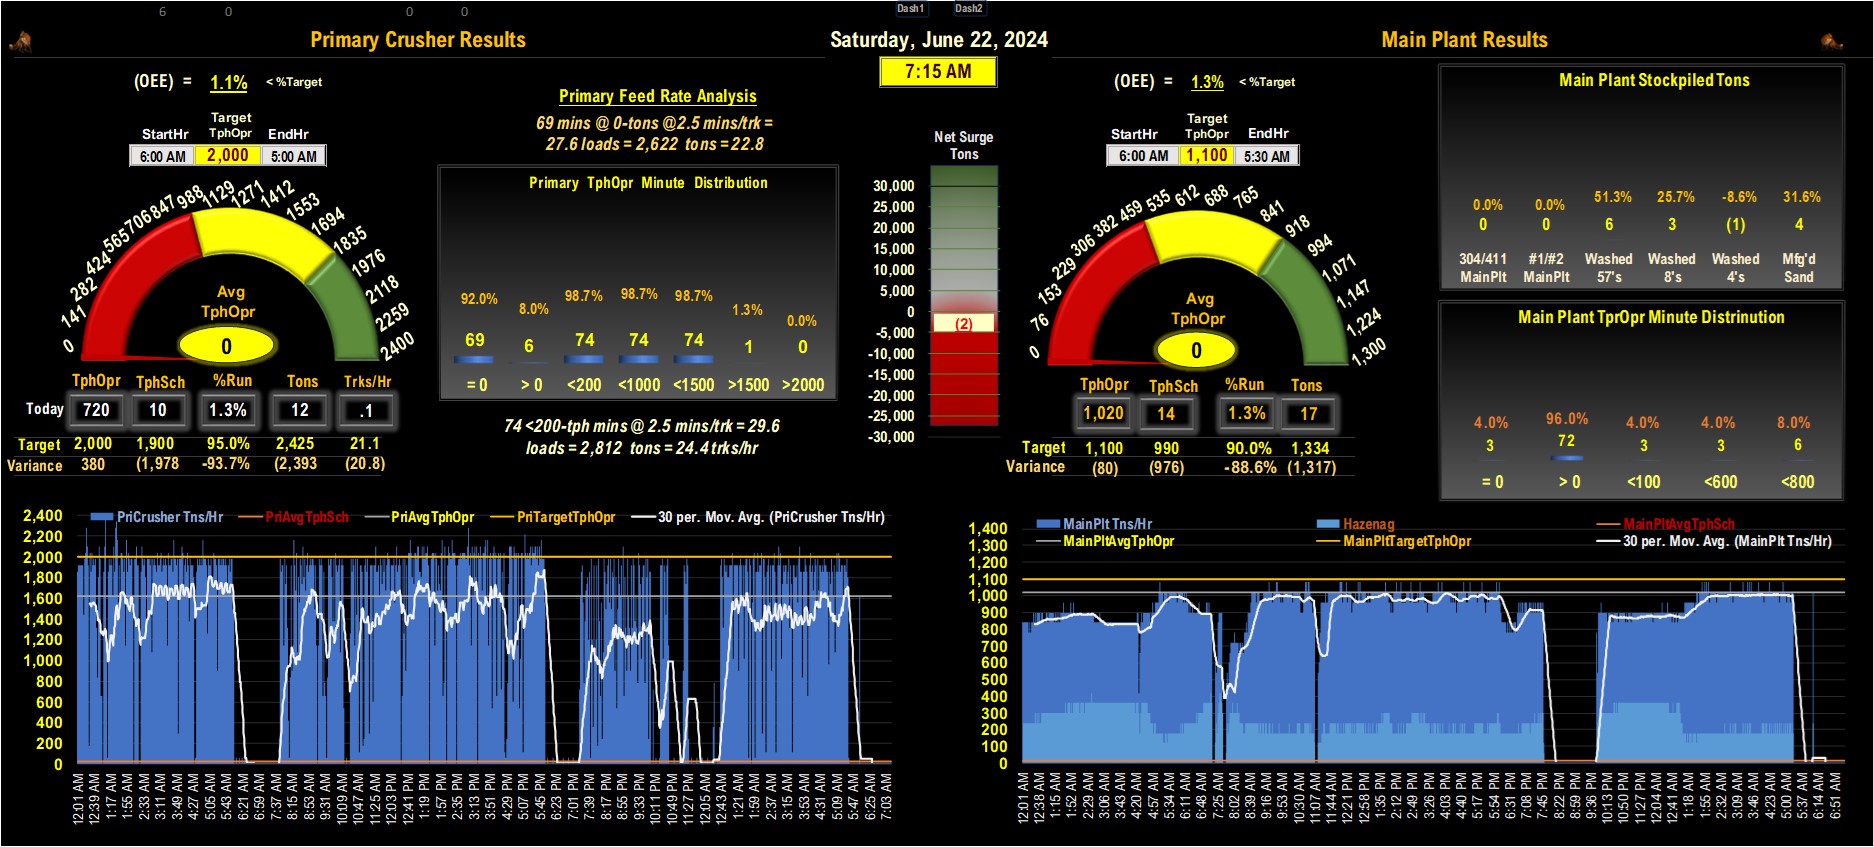 6 0 0 0 Dash1 Dash2
Primary Crusher Results
Saturday, June 22, 2024
Main Plant Results
7:15 AM
(OEE) = 1.1% < %Target
Target
StartHr TphOpr EndHr
6:00 AM 2,000 5:00 AM
0 141 282 424 565 706 847 988 1129 1271 1412 1553 1694 1835 1976 2118 2259 2400
Avg
TphOpr
0
TphOpr TphSch %Run Tons Trks/Hr
Today 720 10 1.3% 12 .1
Target 2,000 1,900 95.0% 2,425 21.1
Variance 380 (1,978 -93.7% (2,393 (20.8)
Primary Feed Rate Analysis
69 mins @ 0-tons @2.5 mins/trk =
27.6 loads = 2,622 tons = 22.8
Primary TphOpr Minute Distribution
92.0% 8.0% 98.7% 98.7% 98.7% 1.3% 0.0%
69 6 74 74 74 1 0
= 0 > 0 <200 <1000 <1500 >1500 >2000
74 <200-tph mins @ 2.5 mins/trk = 29.6
loads = 2,812 tons = 24.4 trks/hr
Net Surge
Tons
30,000
25,000
20,000
15,000
10,000
5,000
0
(2)
-5,000
-10,000
-15,000
-20,000
-25,000
-30,000
(OEE) = 1.3% < %Target
Target
StartHr TphOpr EndHr
6:00 AM 1,100 5:30 AM
0 76 153 229 306 382 459 535 612 688 765 841 918 994 1,071 1,147 1,224 1,300
Avg
TphOpr
0
TphOpr TphSch %Run Tons
1,020 14 1.3% 17
Target 1,100 990 90.0% 1,334
Variance (80) (976) -88.6% (1,317)
Main Plant Stockpiled Tons
0.0% 0.0% 51.3% 25.7% -8.6% 31.6%
0 0 6 3 (1) 4
304/411 #1/#2 Washed Washed Washed Mfg'd
MainPlt MainPlt 57's 8's 4's Sand
Main Plant TprOpr Minute Distrinution
4.0% 96.0% 4.0% 4.0% 8.0%
3 72 3 3 6
= 0 > 0 <100 <600 <800
PriCrusher Tns/Hr PriAvgTphSch PriAvgTphOpr PriTargetTphOpr 30 per. Mov. Avg. (PriCrusher Tns/Hr)
2,400
2,200
2,000
1,800
1,600
1,400
1,200
1,000
800
600
400
200
0
12:01 AM 12:39 AM 1:17 AM 1:55 AM 2:33 AM 3:11 AM 3:49 AM 4:27 AM 5:05 AM 5:43 AM 6:21 AM 6:59 AM 7:37 AM 8:15 AM 8:53 AM 9:31 AM 10:09 AM 10:47 AM 11:25 AM 12:03 PM 12:41 PM 1:19 PM 1:57 PM 2:35 PM 3:13 PM 3:51 PM 4:29 PM 5:07 PM 5:45 PM 6:23 PM 7:01 PM 7:39 PM 8:17 PM 8:55 PM 9:33 PM 10:11 PM 10:49 PM 11:27 PM 12:05 AM 12:43 AM 1:21 AM 1:59 AM 2:37 AM 3:15 AM 3:53 AM 4:31 AM 5:09 AM 5:47 AM 6:25 AM 7:03 AM
MainPlt Tns/Hr Hazenag MainPltAvgTphSch
MainPltAvgTphOpr MainPltTargetTphOpr 30 per. Mov. Avg. (MainPlt Tns/Hr)
1,400
1,300
1,200
1,100
1,000
900
800
700
600
500
400
300
200
100
0
12:01 AM 12:38 AM 1:15 AM 1:52 AM 2:29 AM 3:06 AM 3:43 AM 4:20 AM 4:57 AM 5:34 AM 6:11 AM 6:48 AM 7:25 AM 8:02 AM 8:39 AM 9:16 AM 9:53 AM 10:30 AM 11:07 AM 11:44 AM 12:21 PM 12:58 PM 1:35 PM 2:12 PM 2:49 PM 3:26 PM 4:03 PM 4:40 PM 5:17 PM 5:54 PM 6:31 PM 7:08 PM 7:45 PM 8:22 PM 8:59 PM 9:36 PM 10:13 PM 10:50 PM 11:27 PM 12:04 AM 12:41 AM 1:18 AM 1:55 AM 2:32 AM 3:09 AM 3:46 AM 4:23 AM 5:00 AM 5:37 AM 6:14 AM 6:51 AM